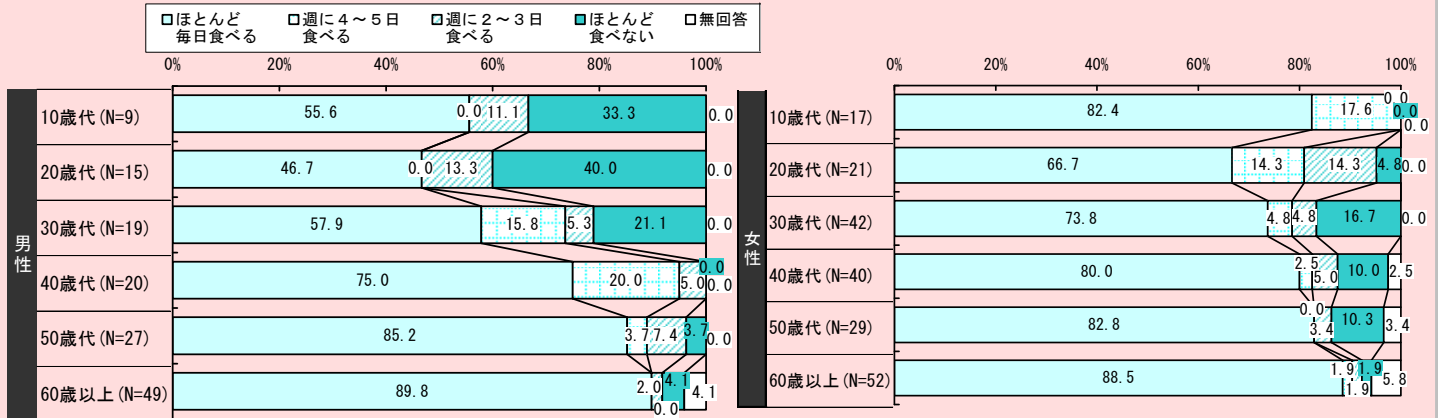 ほとんど 毎日食べる
週に４～５日 食べる
週に２～３日 食べる
ほとんど 食べない
無回答
0% 20% 40% 60% 80% 100%
男性
10歳代(N=9) 55.6 0.0 11.1 33.3 0.0
20歳代(N=15) 46.7 0.0 13.3 40.0 0.0
30歳代(N=19) 57.9 15.8 5.3 21.1 0.0
40歳代(N=20) 75.0 20.0 5.0 0.0 0.0
50歳代(N=27) 85.2 3.7 7.4 3.7 0.0
60歳以上(N=49) 89.8 2.0 0.0 4.1 4.1
0% 20% 40% 60% 80% 100%
女性
10歳代(N=17) 82.4 17.6 0.0 0.0 0.0
20歳代(N=21) 66.7 14.3 14.3 4.8 0.0
30歳代(N=42) 73.8 4.8 4.8 16.7 0.0
40歳代(N=40) 80.0 2.5 5.0 10.0 2.5
50歳代(N=29) 82.8 0.0 3.4 10.3 3.4
60歳以上(N=52) 88.5 1.9 1.9 1.9 5.8